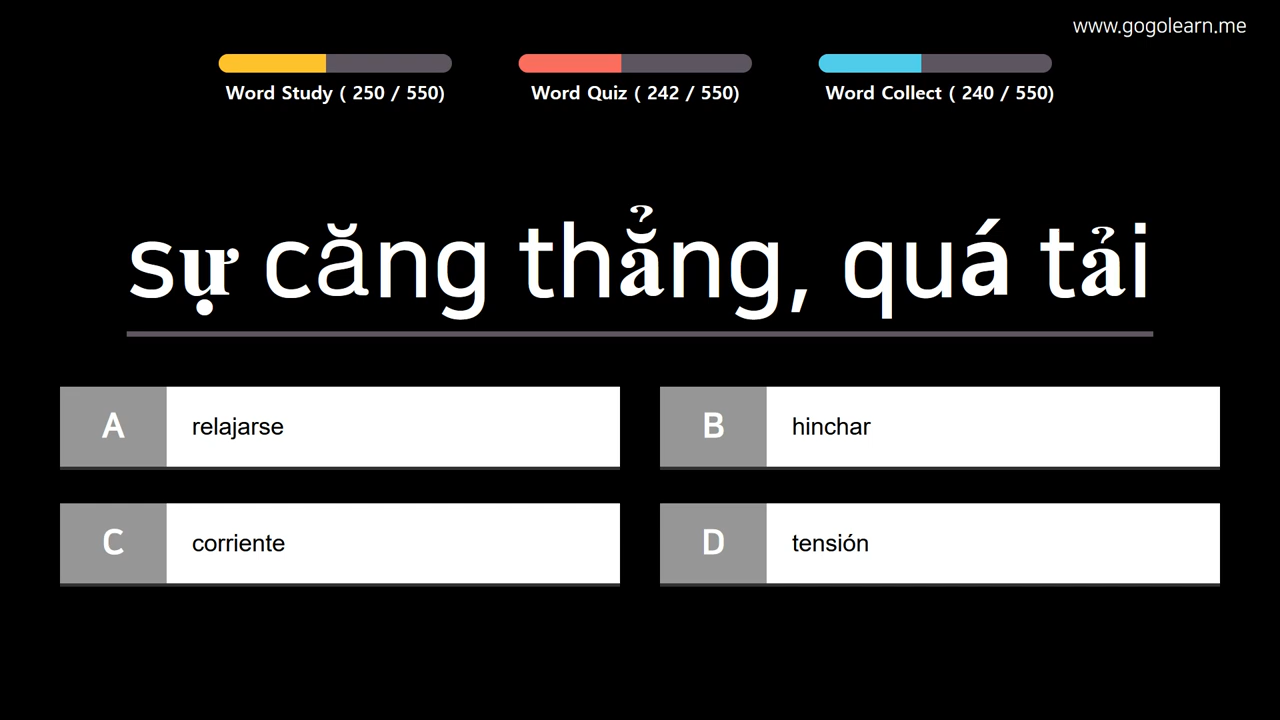 www.gogolearn.me
Word Study ( 250 / 550)
Word Quiz ( 242 / 550)
Word Collect ( 240 / 550)
sự căng thẳng, quá tải
A
relajarse
B
hinchar
C
corriente
D
tensión